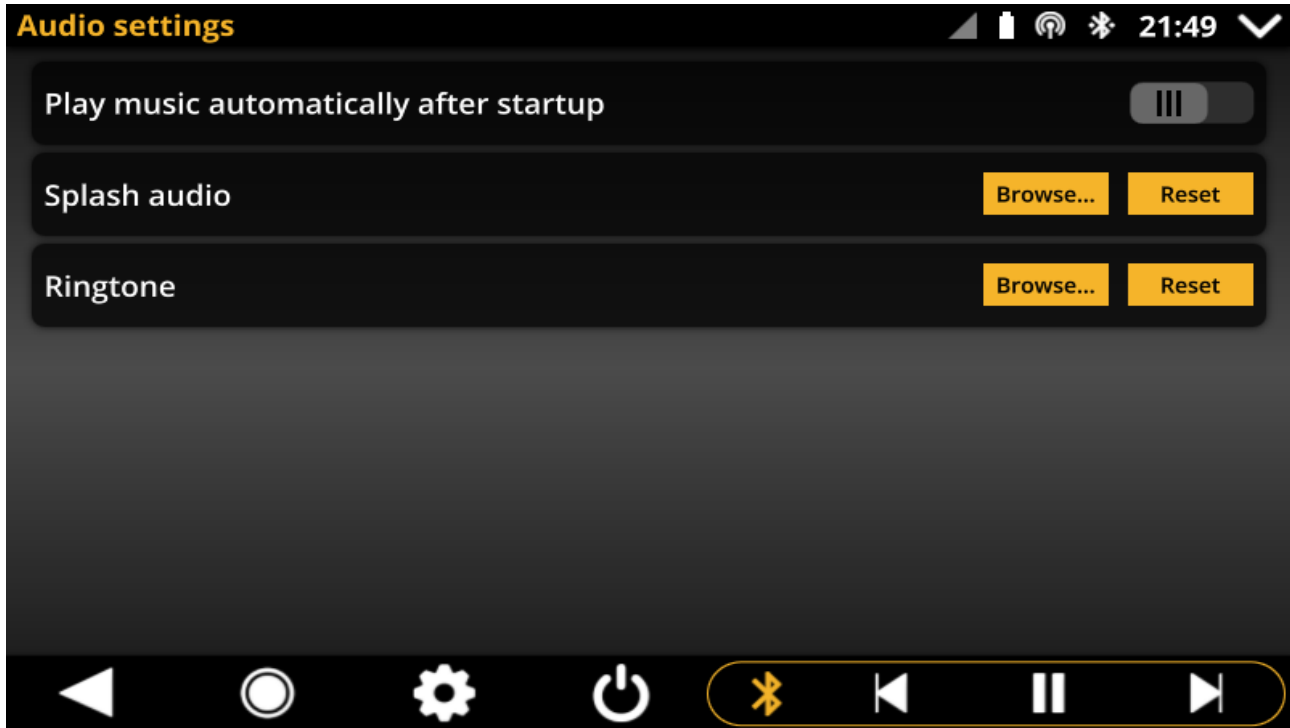 Audio settings 21:49
Play music automatically after startup
Splash audio Browse... Reset
Ringtone Browse... Reset